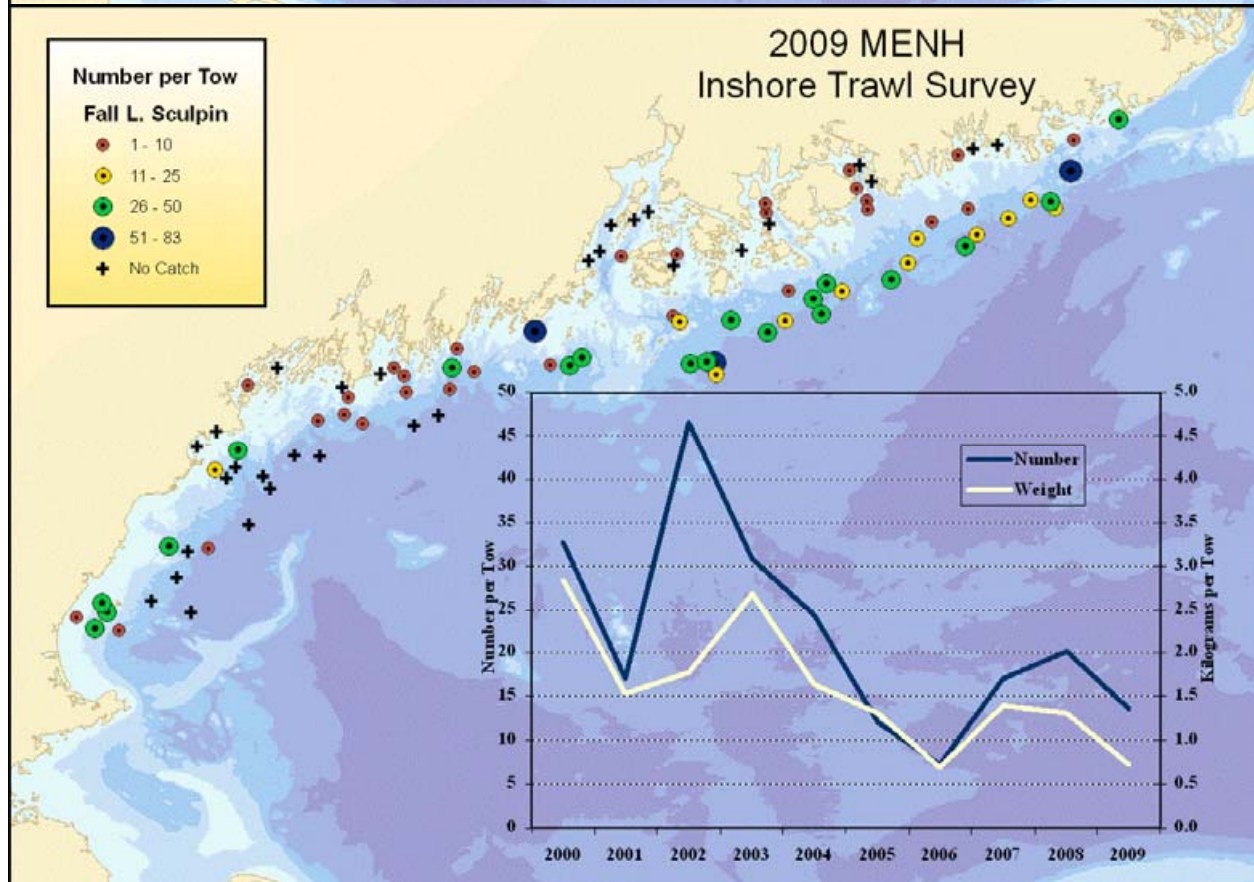 2009 MENH
Inshore Trawl Survey
Number per Tow
Fall L. Sculpin
1 - 10
11 - 25
26 - 50
51 - 83
No Catch
Number per Tow
50
45
40
35
30
25
20
15
10
5
0
Number
Weight
5.0
4.5
4.0
3.5
3.0
2.5
2.0
1.5
1.0
0.5
0.0
Kilograms per Tow
2000 2001 2002 2003 2004 2005 2006 2007 2008 2009